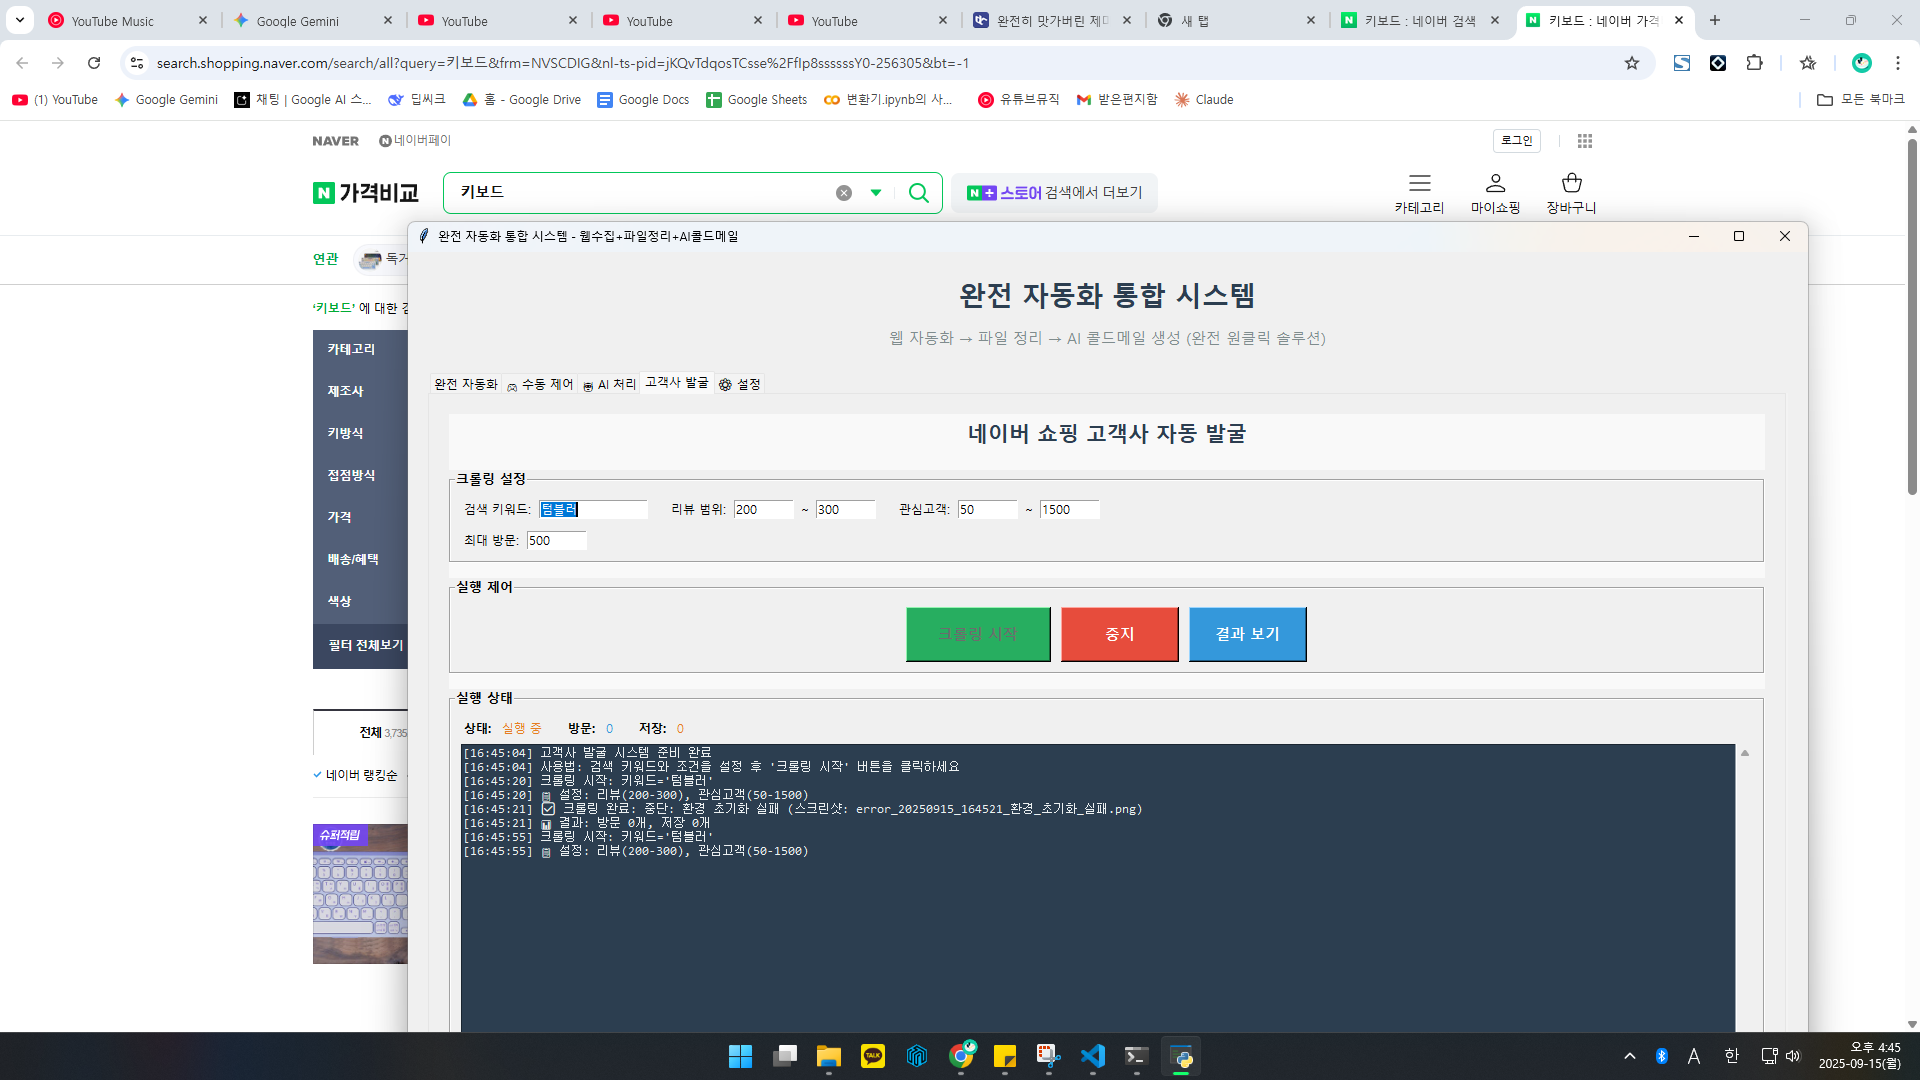 YouTube Music
Google Gemini
YouTube
YouTube
YouTube
완전히 맛가버린 제미
새 탭
키보드 : 네이버 검색
키보드 : 네이버 가격
search.shopping.naver.com/search/all?query=키보드&frm=NVSCDIG&nl-ts-pid=jKQvTdqosTCsse%2FfIp8ssssssY0-256305&bt=-1
(1) YouTube
Google Gemini
채팅 | Google AI 스...
딥씨크
홈 - Google Drive
Google Docs
Google Sheets
변환기.ipynb의 사...
유튜브뮤직
받은편지함
Claude
모든 북마크
NAVER
네이버페이
로그인
가격비교
키보드
스토어 검색에서 더보기
카테고리
마이쇼핑
장바구니
연관
'키보드' 에 대한
카테고리
제조사
키방식
접점방식
가격
배송/혜택
색상
필터 전체보기
전체 3,735
네이버 랭킹순
슈퍼적립
완전 자동화 통합 시스템 - 웹수집+파일정리+AI콜드메일
완전 자동화 통합 시스템
웹 자동화 → 파일 정리 → AI 콜드메일 생성 (완전 원클릭 솔루션)
완전 자동화
수동 제어
AI 처리
고객사 발굴
설정
네이버 쇼핑 고객사 자동 발굴
크롤링 설정
검색 키워드: 텀블러 리뷰 범위: 200 ~ 300 관심고객: 50 ~ 1500
최대 방문: 500
실행 제어
크롤링 시작
중지
결과 보기
실행 상태
상태: 실행 중 방문: 0 저장: 0
[16:45:04] 고객사 발굴 시스템 준비 완료
[16:45:04] 사용법: 검색 키워드와 조건을 설정 후 '크롤링 시작' 버튼을 클릭하세요
[16:45:20] 크롤링 시작: 키워드='텀블러'
[16:45:20] 설정: 리뷰(200-300), 관심고객(50-1500)
[16:45:21] 크롤링 완료: 중단: 환경 초기화 실패 (스크린샷: error_20250915_164521_환경_초기화_실패.png)
[16:45:21] 결과: 방문 0개, 저장 0개
[16:45:55] 크롤링 시작: 키워드='텀블러'
[16:45:55] 설정: 리뷰(200-300), 관심고객(50-1500)
TALK
A
한
오후 4:45
2025-09-15(월)